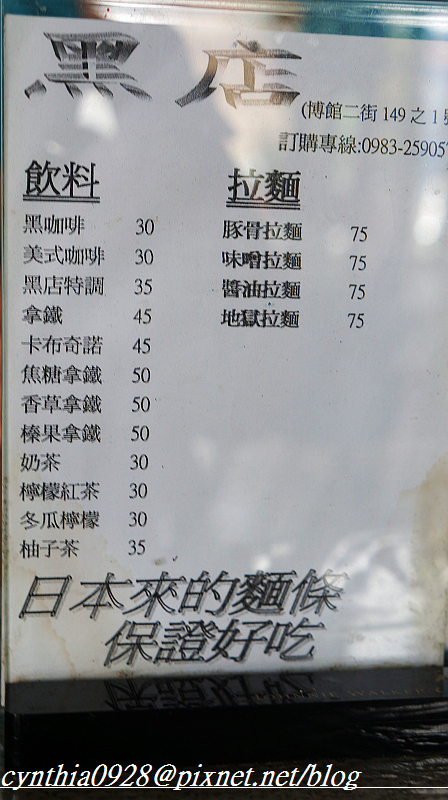 黑店
(博館二街 149 之 1
訂購專線:0983-25905
飲料
黑咖啡 30
美式咖啡 30
黑店特調 35
拿鐵 45
卡布奇諾 45
焦糖拿鐵 50
香草拿鐵 50
榛果拿鐵 50
奶茶 30
檸檬紅茶 30
冬瓜檸檬 30
柚子茶 35
拉麵
豚骨拉麵 75
味噌拉麵 75
醬油拉麵 75
地獄拉麵 75
日本來的麵條
保證好吃
cynthia0928@pixnet.net/blog